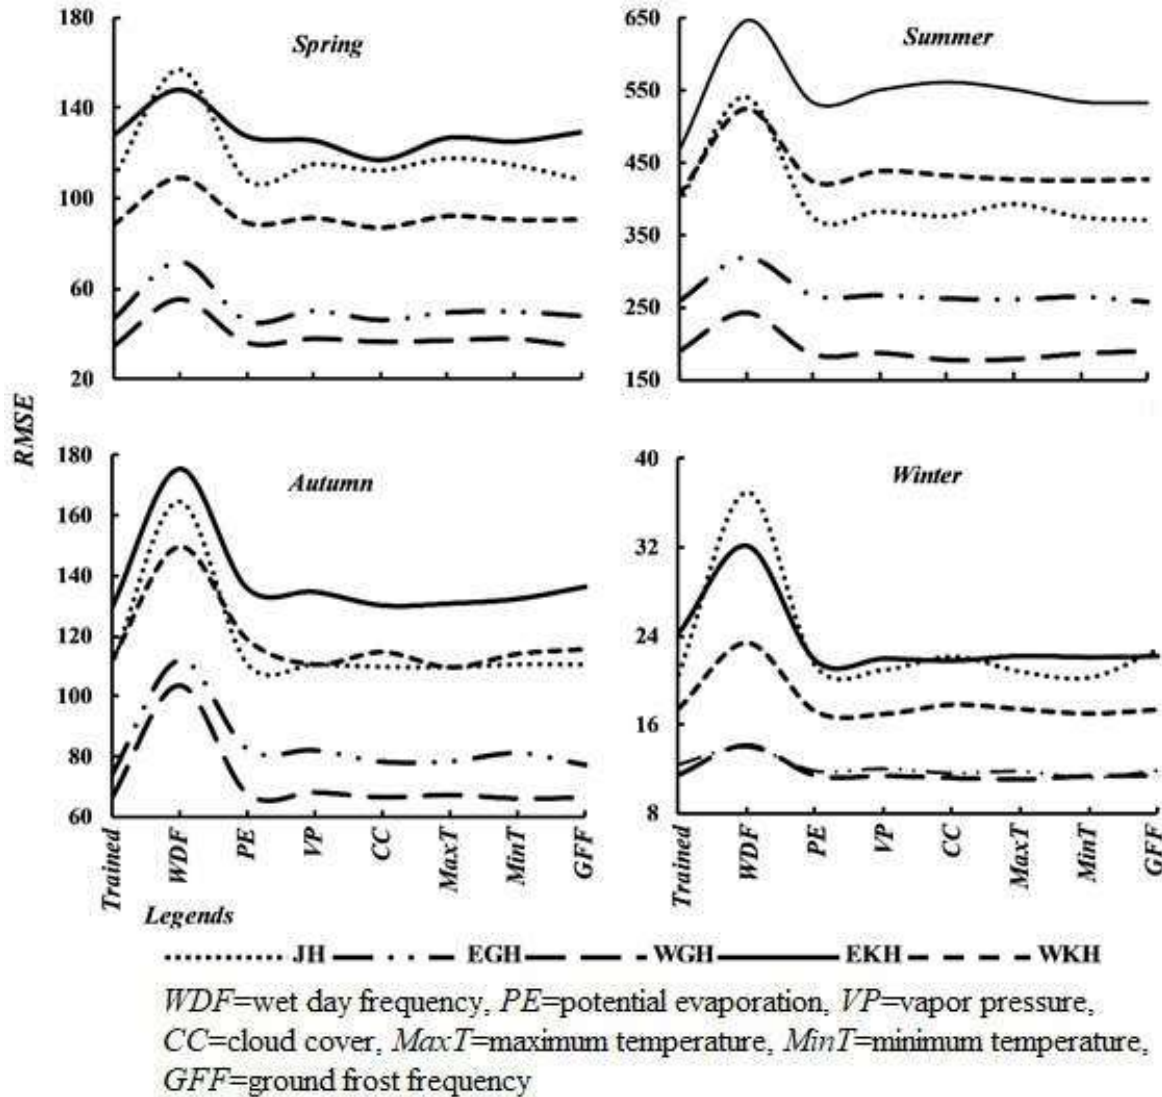 Spring
180
140
100
60
20
Summer
650
550
450
350
250
150
RMSE
Autumn
180
160
140
120
100
80
60
Trained
WDF
PE
VP
CC
MaxT
MinT
GFF
Winter
40
32
24
16
8
Trained
WDF
PE
VP
CC
MaxT
MinT
GFF
Legends
JH EGH WGH EKH WKH
WDF=wet day frequency, PE=potential evaporation, VP=vapor pressure,
CC=cloud cover, MaxT=maximum temperature, MinT=minimum temperature,
GFF=ground frost frequency